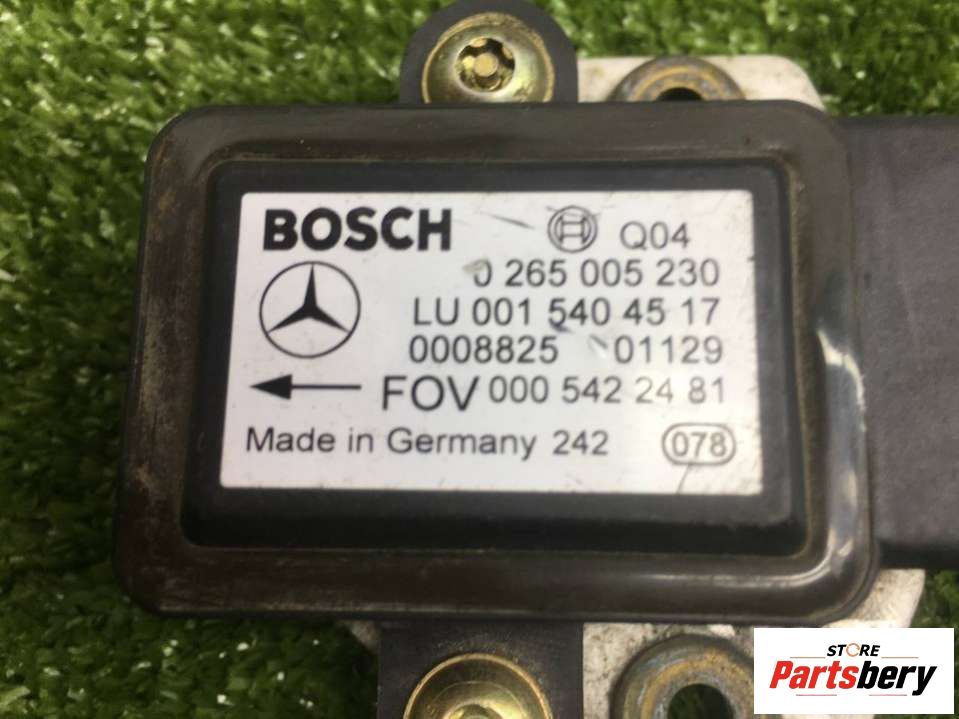 BOSCH Q04
0 265 005 230
LU 001 540 45 17
0008825 01129
FOV 000 542 24 81
Made in Germany 242 078
STORE
Partsbery